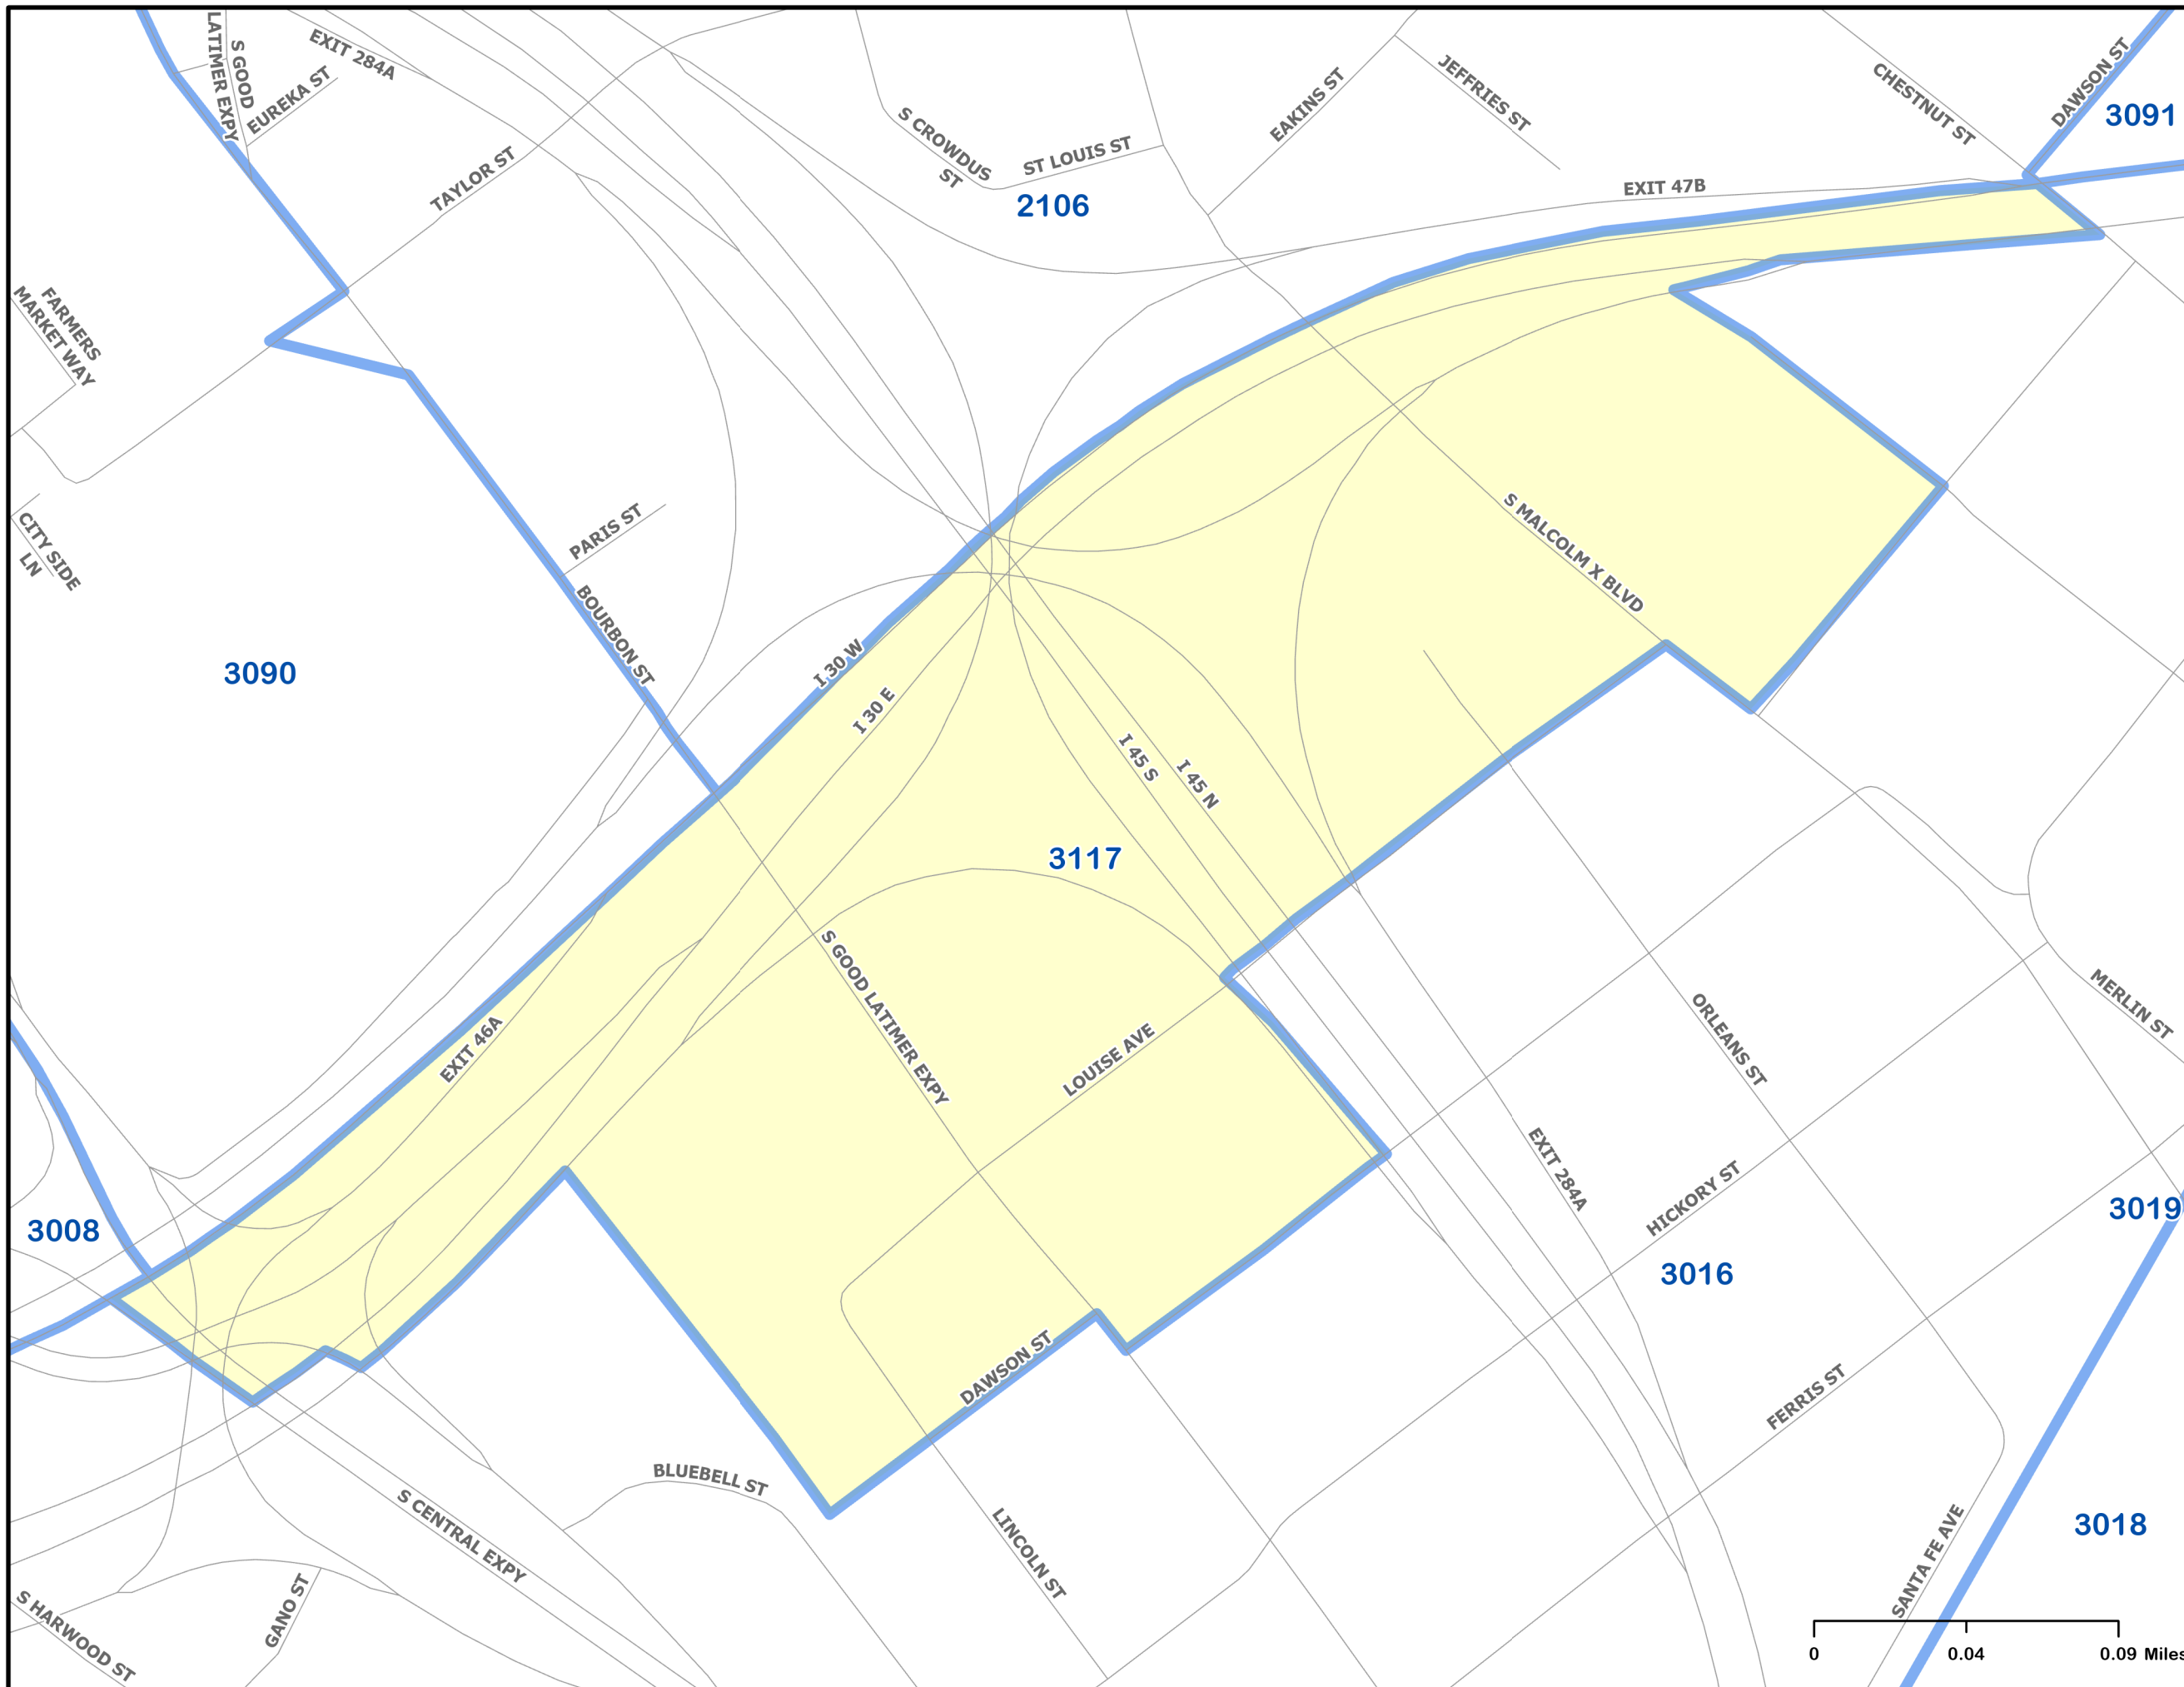 S GOOD
LATIMER EXPY
EXIT 284A
EUREKA ST
TAYLOR ST
S CROWDUS
ST
ST LOUIS ST
2106
EAKINS ST
JEFFRIES ST
CHESTNUT ST
DAWSON ST
3091
EXIT 47B
FARMERS
MARKET WAY
CITY SIDE
LN
PARIS ST
BOURBON ST
3090
I 30 W
I 30 E
S MALCOLM X BLVD
I 45 S
I 45 N
3117
S GOOD LATIMER EXPY
LOUISE AVE
EXIT 46A
ORLEANS ST
MERLIN ST
EXIT 284A
HICKORY ST
3008
3016
3019
DAWSON ST
FERRIS ST
BLUEBELL ST
S CENTRAL EXPY
LINCOLN ST
SANTA FE AVE
3018
GANO ST
S HARWOOD ST
0 0.04 0.09 Miles